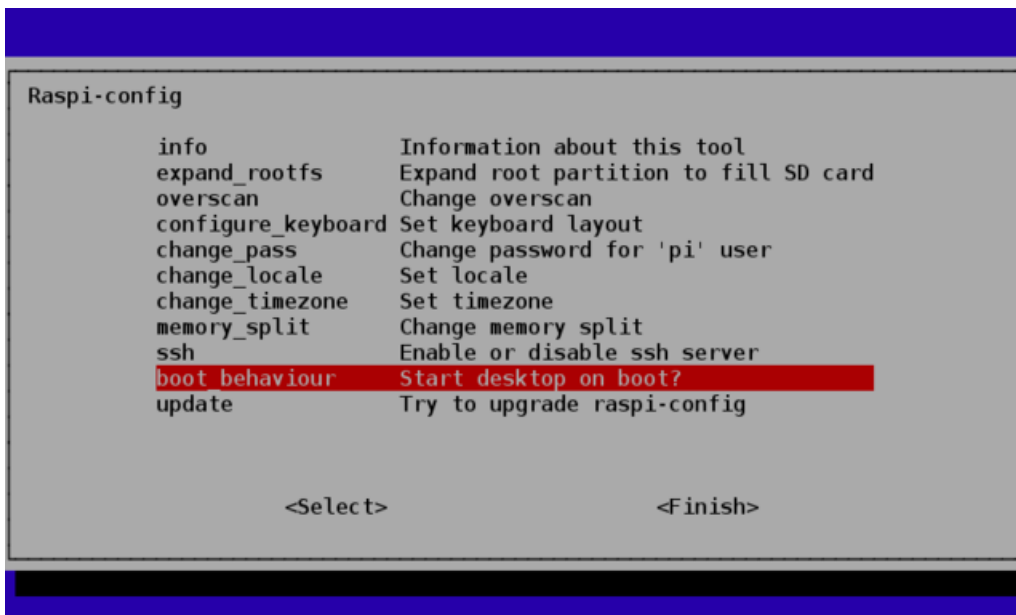 Raspi-config
info Information about this tool
expand_rootfs Expand root partition to fill SD card
overscan Change overscan
configure_keyboard Set keyboard layout
change_pass Change password for 'pi' user
change_locale Set locale
change_timezone Set timezone
memory_split Change memory split
ssh Enable or disable ssh server
boot_behaviour Start desktop on boot?
update Try to upgrade raspi-config
<Select> <Finish>